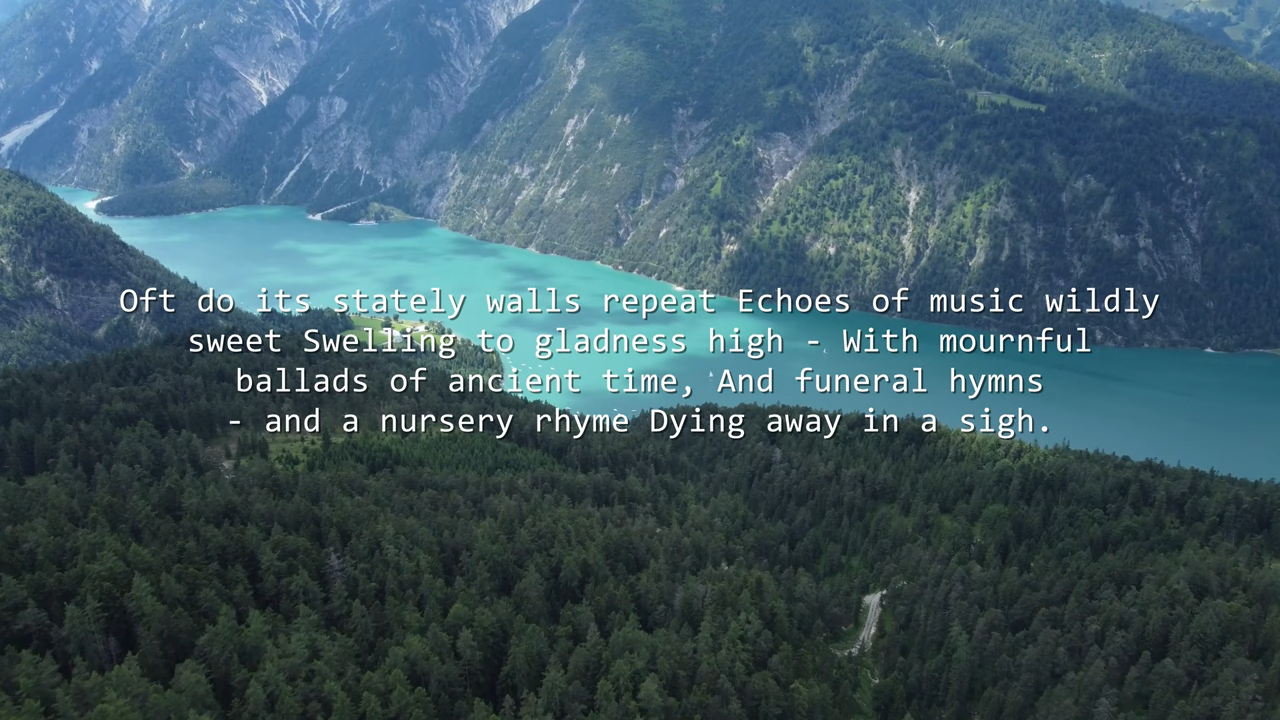 Oft do its stately walls repeat Echoes of music wildly
sweet Swelling to gladness high - With mournful
ballads of ancient time, And funeral hymns
- and a nursery rhyme Dying away in a sigh.